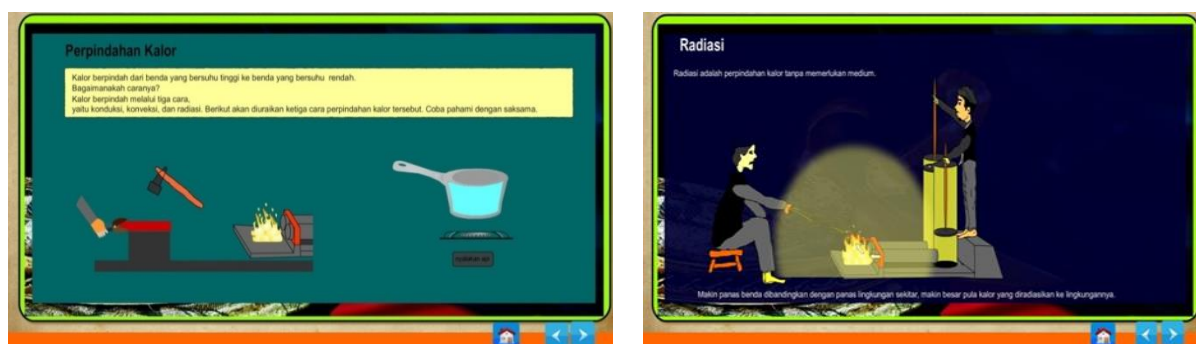 Perpindahan Kalor
Kalor berpindah dari benda yang bersuhu tinggi ke benda yang bersuhu rendah.
Bagaimanakah caranya?
Kalor berpindah melalui tiga cara,
yaitu konduksi, konveksi, dan radiasi. Berikut akan diuraikan ketiga cara perpindahan kalor tersebut. Coba pahami dengan saksama.
nyalakan api
Radiasi
Radiasi adalah perpindahan kalor tanpa memerlukan medium.
Makin panas benda dibandingkan dengan panas lingkungan sekitar, makin besar pula kalor yang diradiasikan ke lingkungannya.